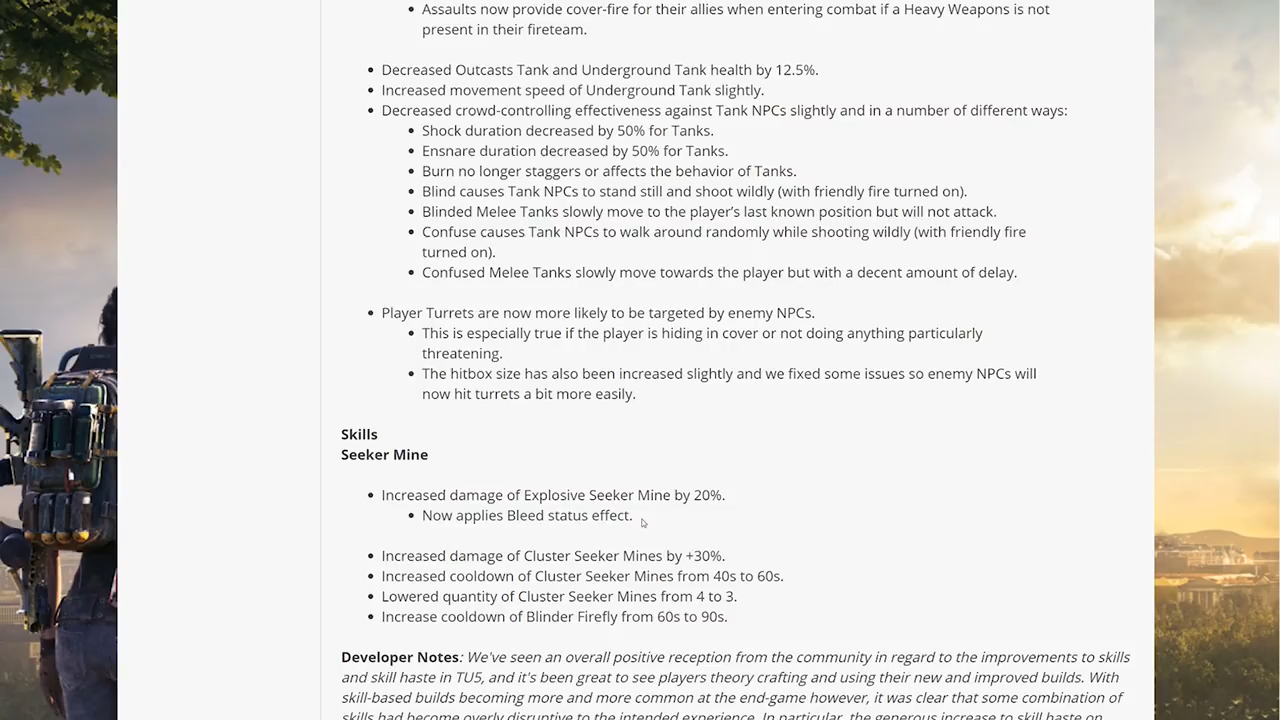 Assaults now provide cover-fire for their allies when entering combat if a Heavy Weapons is not
present in their fireteam.
Decreased Outcasts Tank and Underground Tank health by 12.5%.
Increased movement speed of Underground Tank slightly.
Decreased crowd-controlling effectiveness against Tank NPCs slightly and in a number of different ways:
Shock duration decreased by 50% for Tanks.
Ensnare duration decreased by 50% for Tanks.
Burn no longer staggers or affects the behavior of Tanks.
Blind causes Tank NPCs to stand still and shoot wildly (with friendly fire turned on).
Blinded Melee Tanks slowly move to the player’s last known position but will not attack.
Confuse causes Tank NPCs to walk around randomly while shooting wildly (with friendly fire
turned on).
Confused Melee Tanks slowly move towards the player but with a decent amount of delay.
Player Turrets are now more likely to be targeted by enemy NPCs.
This is especially true if the player is hiding in cover or not doing anything particularly
threatening.
The hitbox size has also been increased slightly and we fixed some issues so enemy NPCs will
now hit turrets a bit more easily.
Skills
Seeker Mine
Increased damage of Explosive Seeker Mine by 20%.
Now applies Bleed status effect.
Increased damage of Cluster Seeker Mines by +30%.
Increased cooldown of Cluster Seeker Mines from 40s to 60s.
Lowered quantity of Cluster Seeker Mines from 4 to 3.
Increase cooldown of Blinder Firefly from 60s to 90s.
Developer Notes: We've seen an overall positive reception from the community in regard to the improvements to skills
and skill haste in TU5, and it's been great to see players theory crafting and using their new and improved builds. With
skill-based builds becoming more and more common at the end-game however, it was clear that some combination of
skills had become overly disruptive to the intended experience. In particular, the generous increase to skill haste on